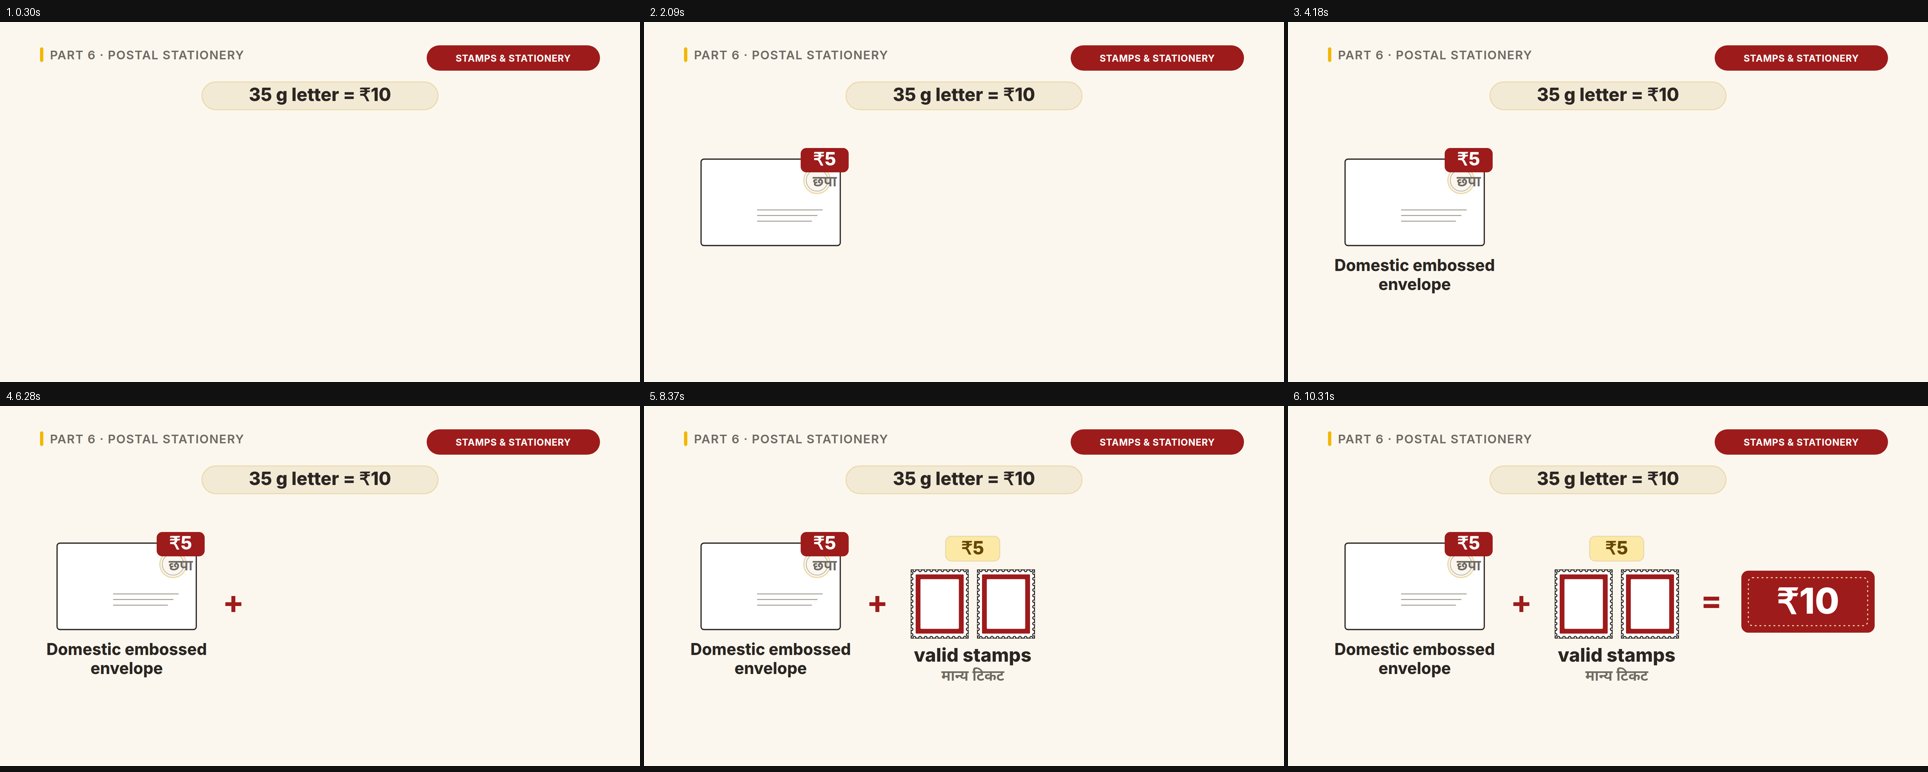 1. 0.30s
PART 6 · POSTAL STATIONERY
STAMPS & STATIONERY
35 g letter = ₹10
2. 2.09s
PART 6 · POSTAL STATIONERY
STAMPS & STATIONERY
35 g letter = ₹10
₹5
छपा
3. 4.18s
PART 6 · POSTAL STATIONERY
STAMPS & STATIONERY
35 g letter = ₹10
₹5
छपा
Domestic embossed
envelope
4. 6.28s
PART 6 · POSTAL STATIONERY
STAMPS & STATIONERY
35 g letter = ₹10
₹5
छपा
+
Domestic embossed
envelope
5. 8.37s
PART 6 · POSTAL STATIONERY
STAMPS & STATIONERY
35 g letter = ₹10
₹5
छपा
Domestic embossed
envelope
+
₹5
valid stamps
मान्य टिकट
6. 10.31s
PART 6 · POSTAL STATIONERY
STAMPS & STATIONERY
35 g letter = ₹10
₹5
छपा
Domestic embossed
envelope
+
₹5
valid stamps
मान्य टिकट
=
₹10